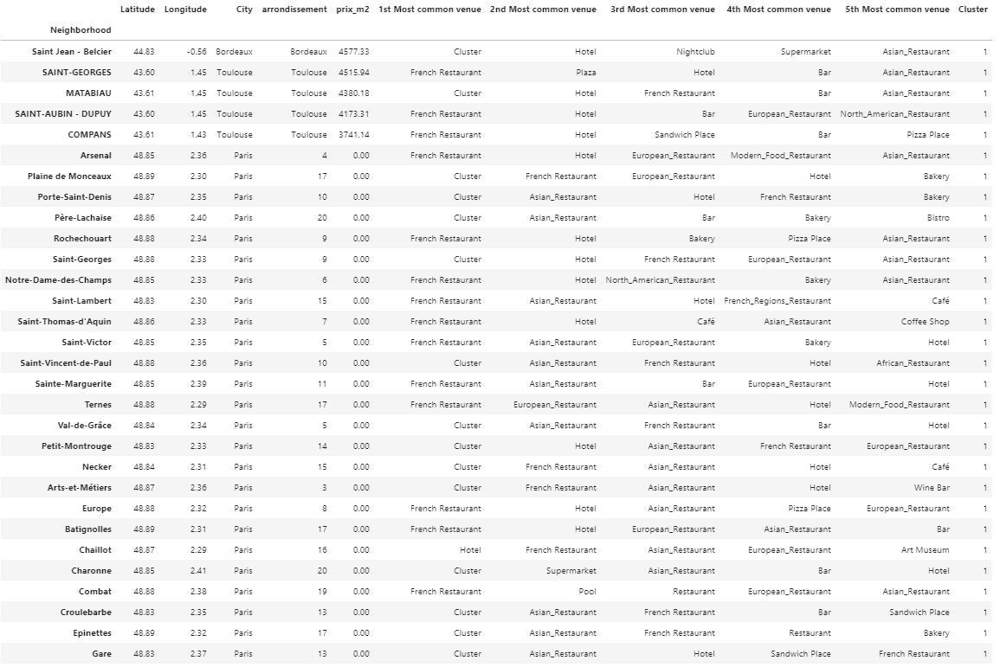 Latitude Longitude City arrondissement prix_m2 1st Most common venue 2nd Most common venue 3rd Most common venue 4th Most common venue 5th Most common venue Cluster
Neighborhood
Saint Jean - Belcier 44.83 -0.56 Bordeaux Bordeaux 4577.33 Cluster Hotel Nightclub Supermarket Asian_Restaurant 1
SAINT-GEORGES 43.60 1.45 Toulouse Toulouse 4515.94 French Restaurant Plaza Hotel Bar Asian_Restaurant 1
MATABIAU 43.61 1.45 Toulouse Toulouse 4380.18 Cluster Hotel French Restaurant Bar Asian_Restaurant 1
SAINT-AUBIN - DUPUY 43.60 1.45 Toulouse Toulouse 4173.31 French Restaurant Hotel Bar European_Restaurant North_American_Restaurant 1
COMPANS 43.61 1.43 Toulouse Toulouse 3741.14 French Restaurant Hotel Sandwich Place Bar Pizza Place 1
Arsenal 48.85 2.36 Paris 4 0.00 French Restaurant Hotel European_Restaurant Modern_Food_Restaurant Asian_Restaurant 1
Plaine de Monceaux 48.89 2.30 Paris 17 0.00 Cluster French Restaurant European_Restaurant Hotel Bakery 1
Porte-Saint-Denis 48.87 2.35 Paris 10 0.00 Cluster Asian_Restaurant Hotel French Restaurant Bakery 1
Père-Lachaise 48.86 2.40 Paris 20 0.00 Cluster Asian_Restaurant Bar Bakery Bistro 1
Rochechouart 48.88 2.34 Paris 9 0.00 French Restaurant Hotel Bakery Pizza Place Asian_Restaurant 1
Saint-Georges 48.88 2.33 Paris 9 0.00 Cluster Hotel French Restaurant European_Restaurant Asian_Restaurant 1
Notre-Dame-des-Champs 48.85 2.33 Paris 6 0.00 French Restaurant Hotel North_American_Restaurant Bakery Asian_Restaurant 1
Saint-Lambert 48.83 2.30 Paris 15 0.00 French Restaurant Asian_Restaurant Hotel French_Regions_Restaurant Café 1
Saint-Thomas-d'Aquin 48.86 2.33 Paris 7 0.00 French Restaurant Hotel Café Asian_Restaurant Coffee Shop 1
Saint-Victor 48.85 2.35 Paris 5 0.00 French Restaurant Asian_Restaurant European_Restaurant Bakery Hotel 1
Saint-Vincent-de-Paul 48.88 2.36 Paris 10 0.00 Cluster Asian_Restaurant French Restaurant Hotel African_Restaurant 1
Sainte-Marguerite 48.85 2.39 Paris 11 0.00 French Restaurant Asian_Restaurant Bar European_Restaurant Hotel 1
Ternes 48.88 2.29 Paris 17 0.00 French Restaurant European_Restaurant Asian_Restaurant Hotel Modern_Food_Restaurant 1
Val-de-Grâce 48.84 2.34 Paris 5 0.00 Cluster Asian_Restaurant French Restaurant Bar Hotel 1
Petit-Montrouge 48.83 2.33 Paris 14 0.00 Cluster Hotel Asian_Restaurant French Restaurant European_Restaurant 1
Necker 48.84 2.31 Paris 15 0.00 Cluster French Restaurant Asian_Restaurant Hotel Café 1
Arts-et-Métiers 48.87 2.36 Paris 3 0.00 Cluster French Restaurant Asian_Restaurant Hotel Wine Bar 1
Europe 48.88 2.32 Paris 8 0.00 French Restaurant Hotel Asian_Restaurant Pizza Place European_Restaurant 1
Batignolles 48.89 2.31 Paris 17 0.00 French Restaurant Hotel European_Restaurant Asian_Restaurant Bar 1
Chaillot 48.87 2.29 Paris 16 0.00 Hotel French Restaurant Asian_Restaurant European_Restaurant Art Museum 1
Charonne 48.85 2.41 Paris 20 0.00 Cluster Supermarket Asian_Restaurant Bar Hotel 1
Combat 48.88 2.38 Paris 19 0.00 French Restaurant Pool Restaurant European_Restaurant Asian_Restaurant 1
Croulebarbe 48.83 2.35 Paris 13 0.00 Cluster Asian_Restaurant French Restaurant Bar Sandwich Place 1
Epinettes 48.89 2.32 Paris 17 0.00 Cluster Asian_Restaurant French Restaurant Restaurant Bakery 1
Gare 48.83 2.37 Paris 13 0.00 Cluster Asian_Restaurant Hotel Sandwich Place French Restaurant 1